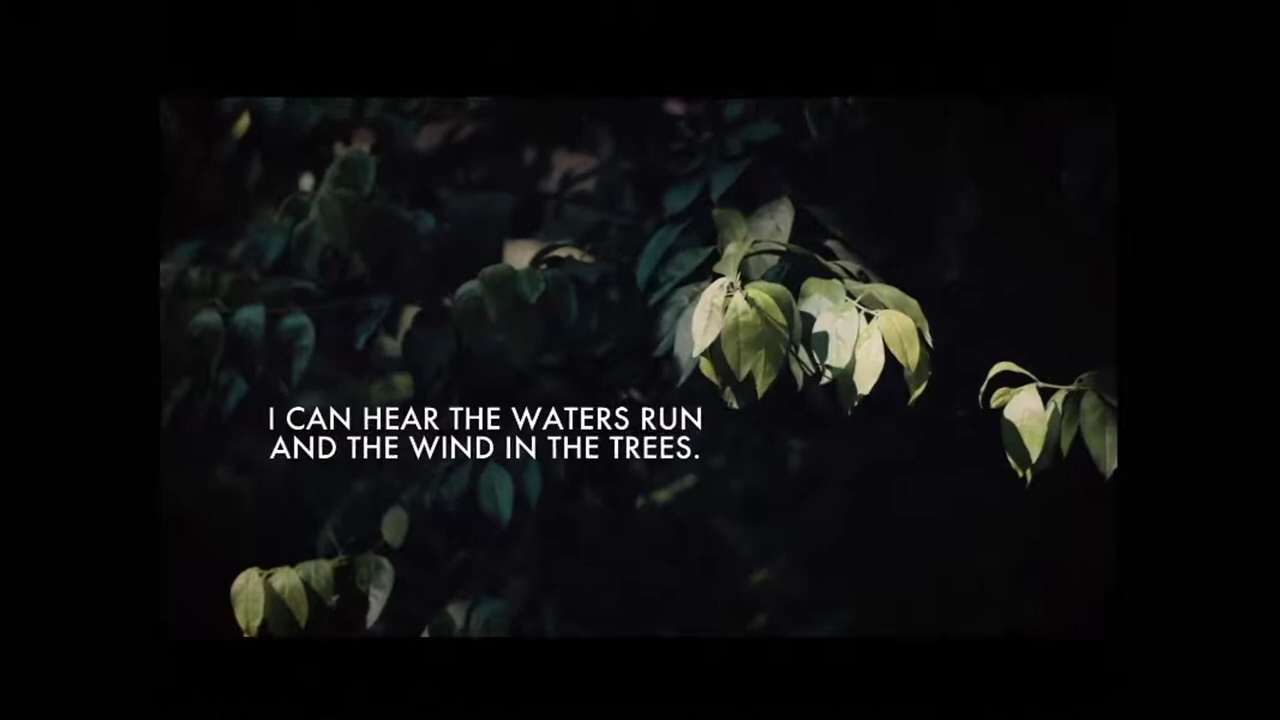 I CAN HEAR THE WATERS RUN
AND THE WIND IN THE TREES.